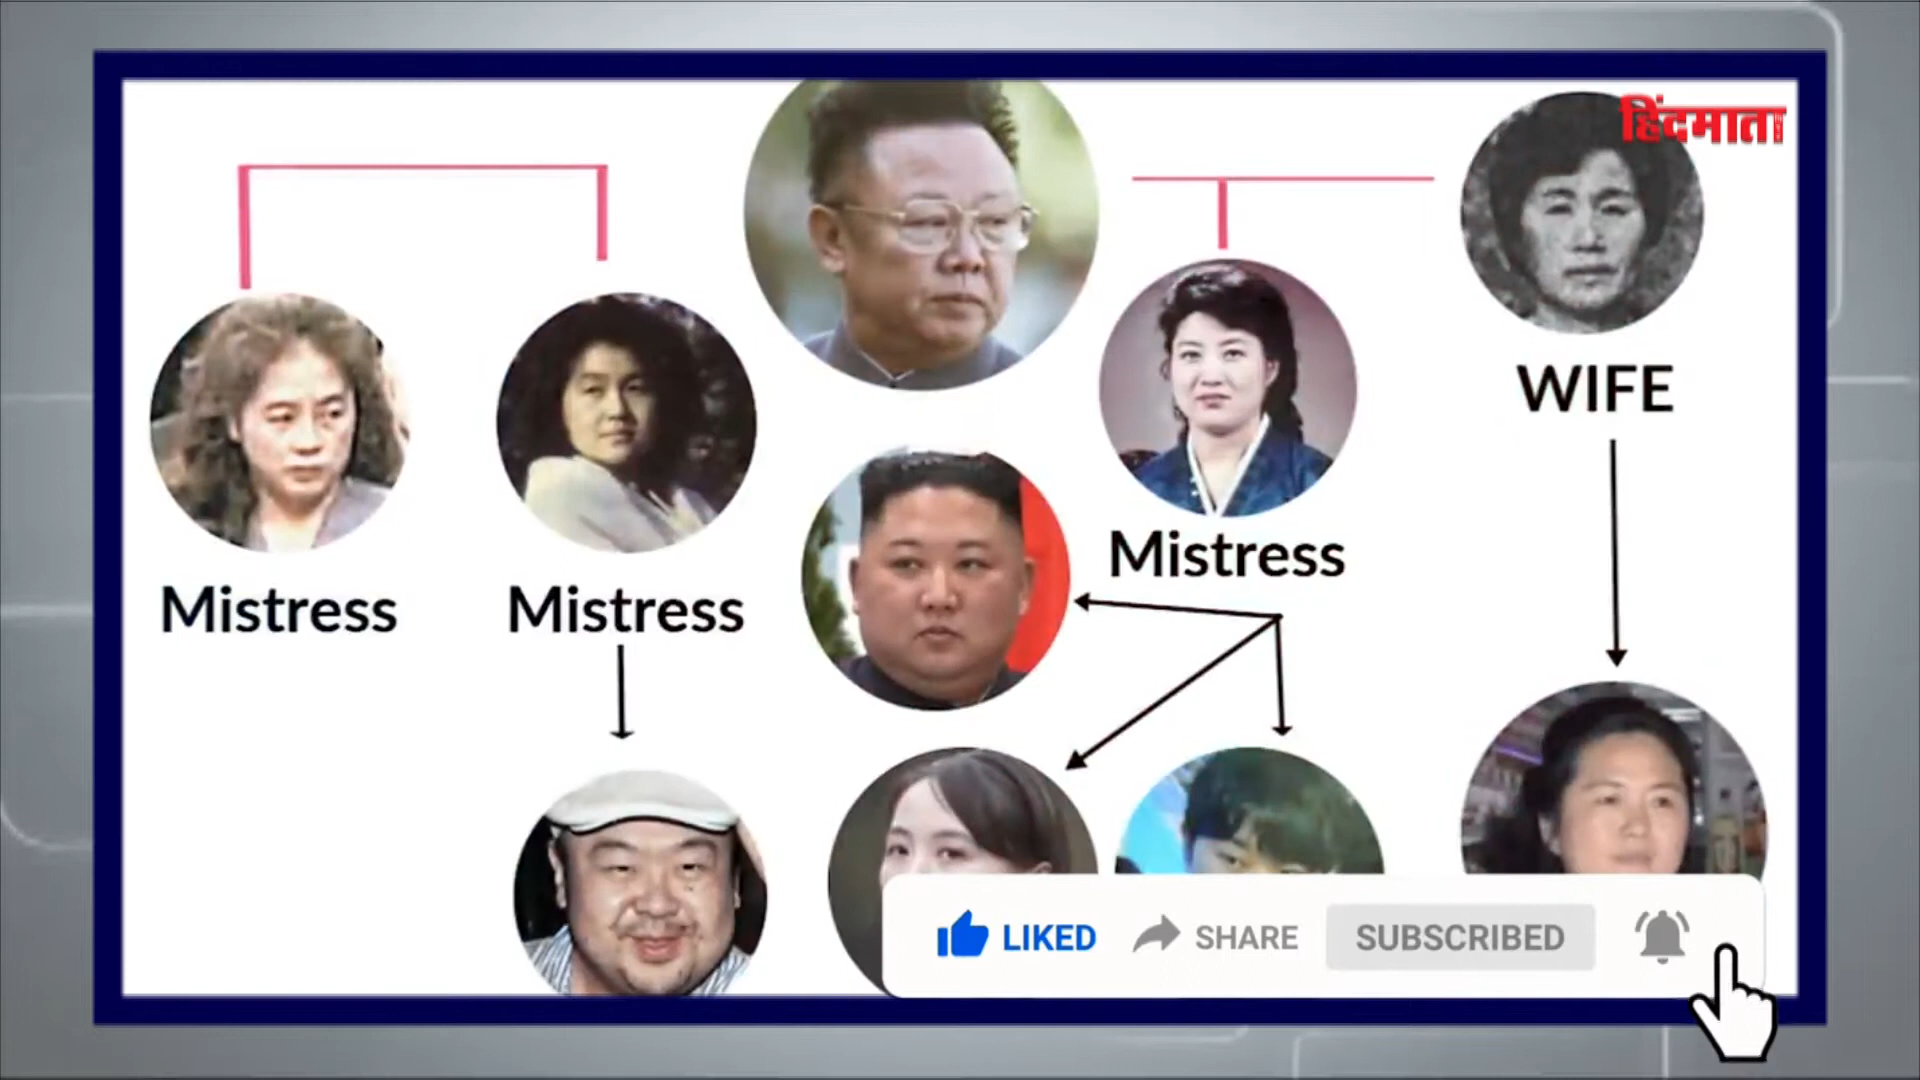 हिंदमाता
WIFE
Mistress
Mistress
Mistress
LIKED
SHARE
SUBSCRIBED